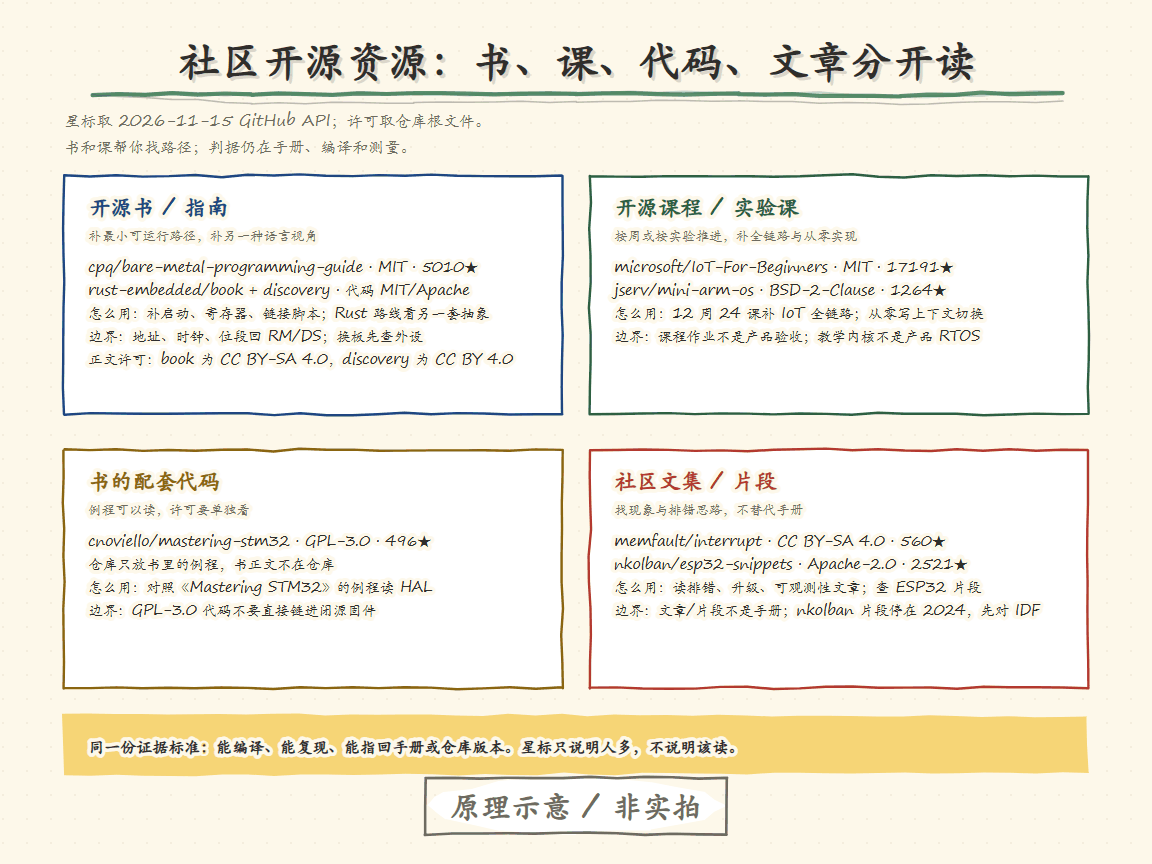 社区开源资源：书、课、代码、文章分开读
星标取 2026-11-15 GitHub API；许可取仓库根文件。
书和课帮你找路径；判据仍在手册、编译和测量。
开源书 / 指南
补最小可运行路径，补另一种语言视角
cpq/bare-metal-programming-guide · MIT · 5010★
rust-embedded/book + discovery · 代码 MIT/Apache
怎么用：补启动、寄存器、链接脚本；Rust 路线看另一套抽象
边界：地址、时钟、位段回 RM/DS；换板先查外设
正文许可：book 为 CC BY-SA 4.0，discovery 为 CC BY 4.0
开源课程 / 实验课
按周或按实验推进，补全链路与从零实现
microsoft/IoT-For-Beginners · MIT · 17191★
jserv/mini-arm-os · BSD-2-Clause · 1264★
怎么用：12 周 24 课补 IoT 全链路；从零写上下文切换
边界：课程作业不是产品验收；教学内核不是产品 RTOS
书的配套代码
例程可以读，许可要单独看
cnoviello/mastering-stm32 · GPL-3.0 · 496★
仓库只放书里的例程，书正文不在仓库
怎么用：对照《Mastering STM32》的例程读 HAL
边界：GPL-3.0 代码不要直接链进闭源固件
社区文集 / 片段
找现象与排错思路，不替代手册
memfault/interrupt · CC BY-SA 4.0 · 560★
nkolban/esp32-snippets · Apache-2.0 · 2521★
怎么用：读排错、升级、可观测性文章；查 ESP32 片段
边界：文章/片段不是手册；nkolban 片段停在 2024，先对 IDF
同一份证据标准：能编译、能复现、能指回手册或仓库版本。星标只说明人多，不说明该读。
原理示意 / 非实拍